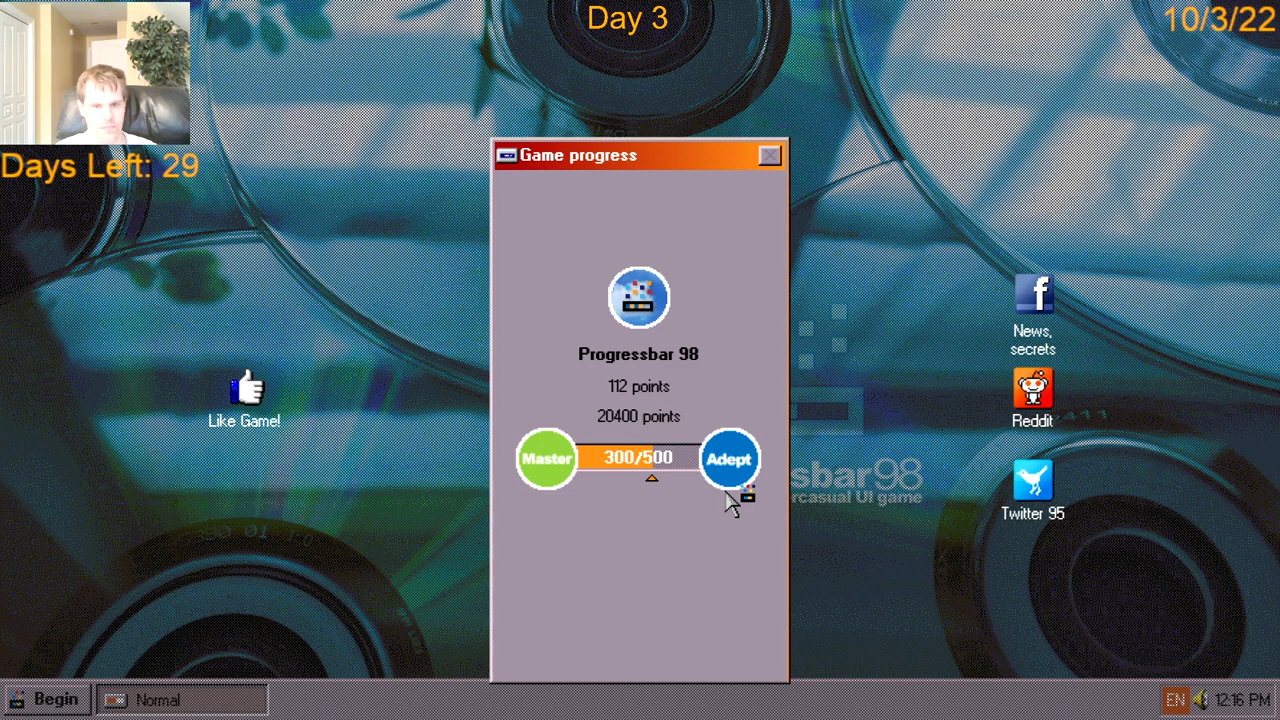 Day 3
10/3/22
Days Left: 29
Game progress
Progressbar 98
112 points
20400 points
Master
300/500
Adept
Like Game!
News,
secrets
Reddit
Twitter 95
sbar98
rcasual UI game
Begin
Normal
EN
12:16 PM